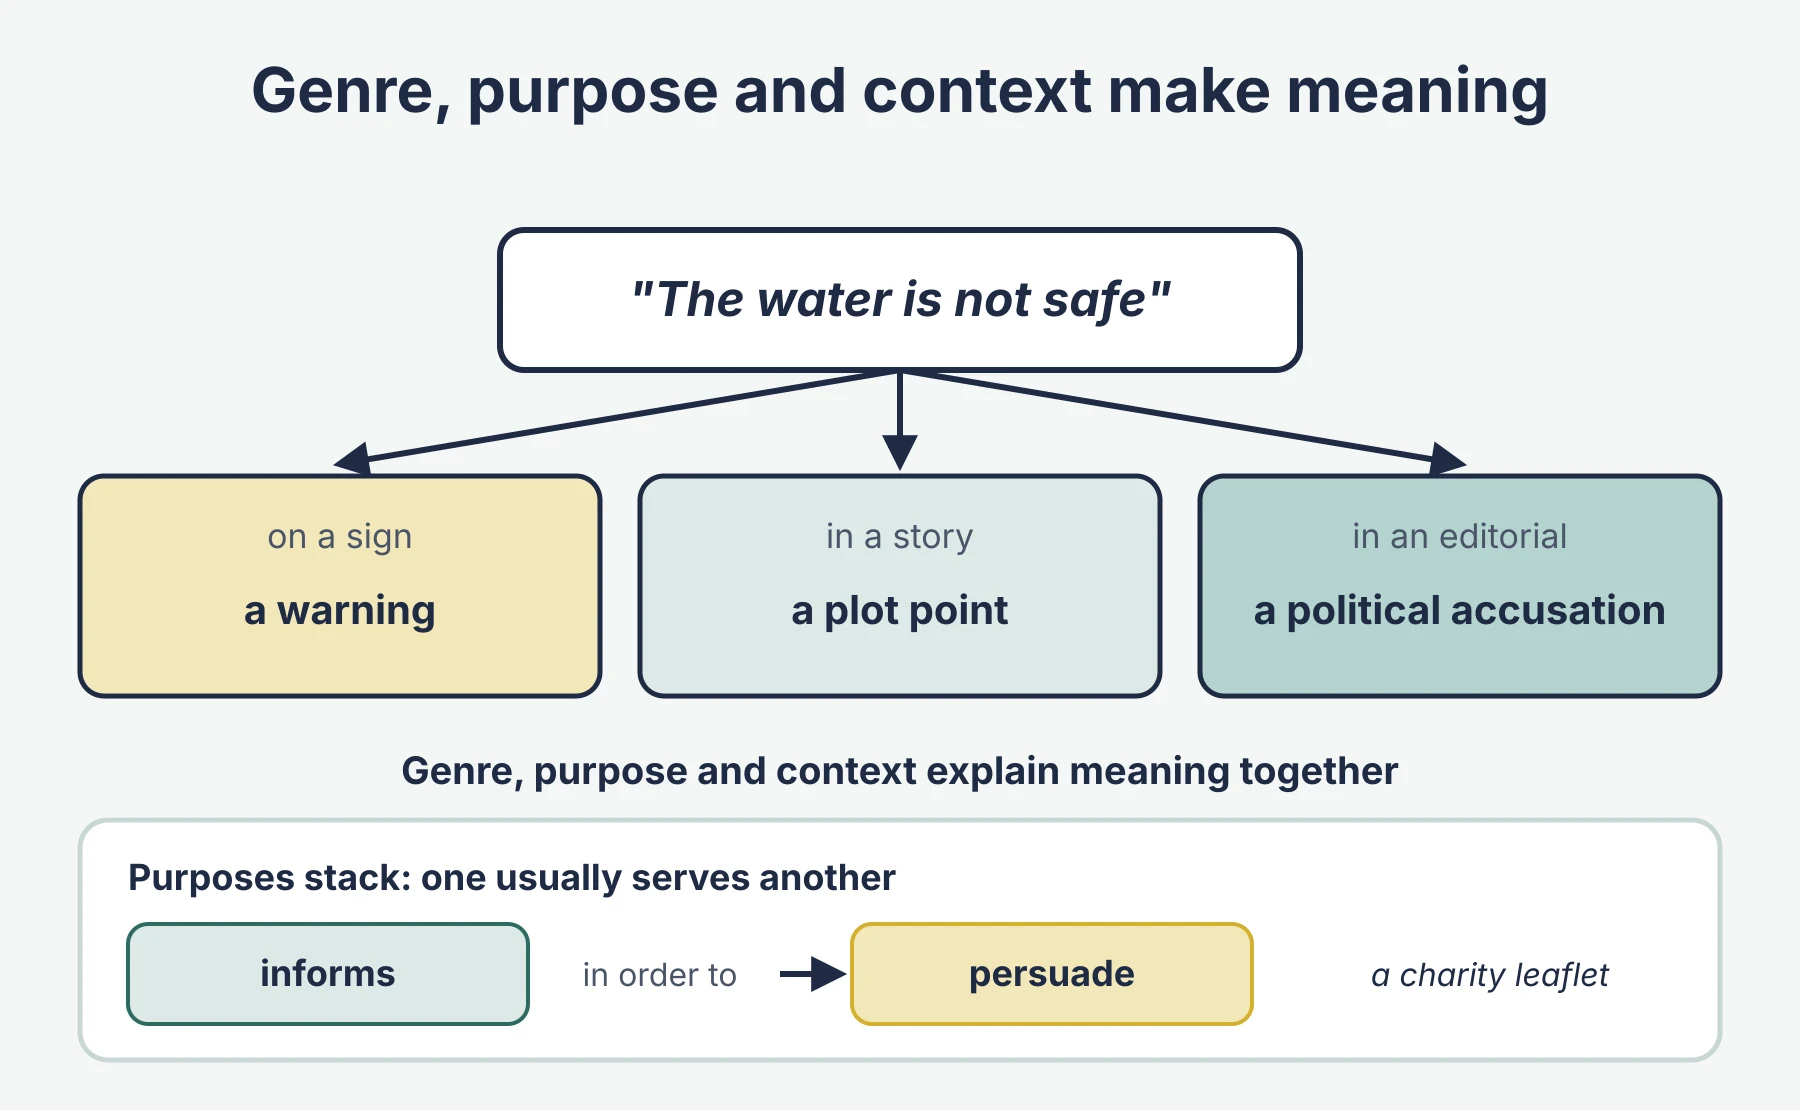 Genre, purpose and context make meaning
"The water is not safe"
on a sign
a warning
in a story
a plot point
in an editorial
a political accusation
Genre, purpose and context explain meaning together
Purposes stack: one usually serves another
informs
in order to
persuade
a charity leaflet